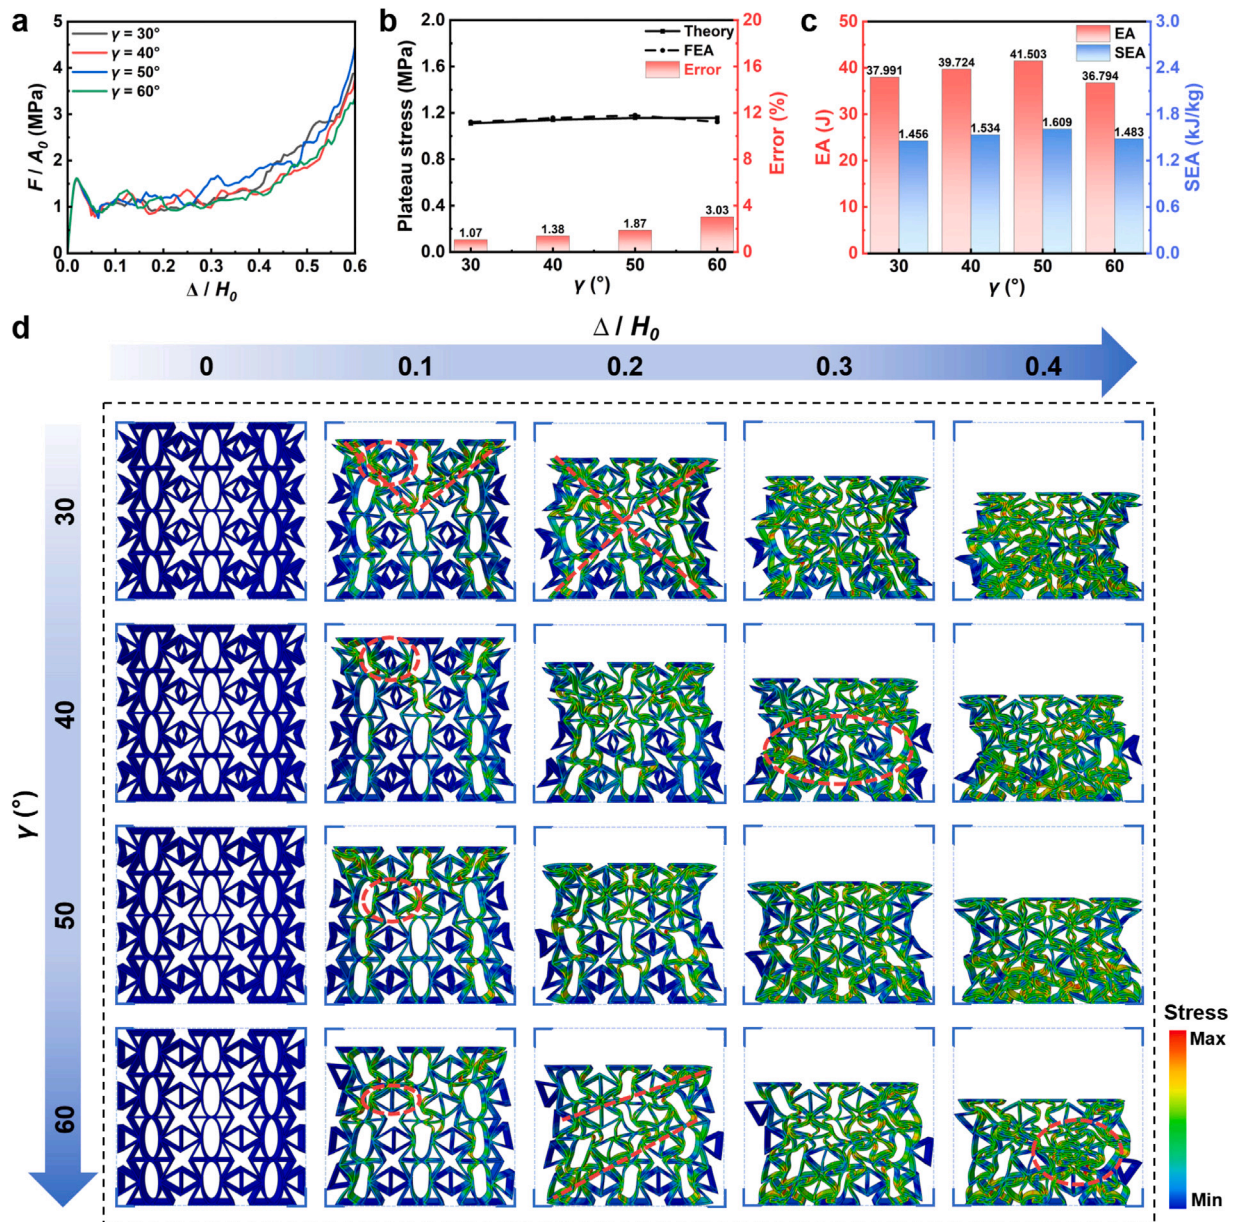 a
5
4
3
2
1
0
0.0 0.1 0.2 0.3 0.4 0.5 0.6
F / A0 (MPa)
Δ / H0
γ = 30°
γ = 40°
γ = 50°
γ = 60°
b
2.0
1.6
1.2
0.8
0.4
0.0
Plateau stress (MPa)
Theory
FEA
Error
1.07 1.38 1.87 3.03
30 40 50 60
γ (°)
20
16
12
8
4
0
Error (%)
c
50
40
30
20
10
0
EA (J)
EA
SEA
37.991 39.724 41.503 36.794
1.456 1.534 1.609 1.483
30 40 50 60
γ (°)
3.0
2.4
1.8
1.2
0.6
0.0
SEA (kJ/kg)
d
Δ / H0
0 0.1 0.2 0.3 0.4
γ (°)
30
40
50
60
Stress
Max
Min